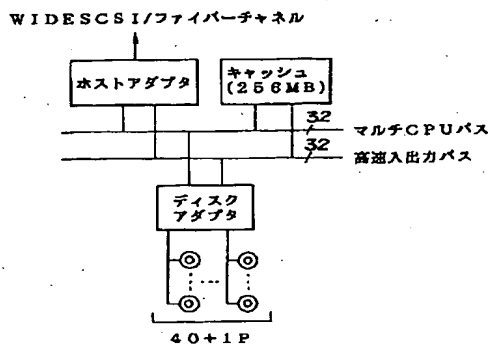 WIDESCSI/ファイバーチャネル
ホストアダプタ
キャッシュ
(256MB)
32
マルチCPUバス
32
高速入出力バス
ディスク
アダプタ
40+1P